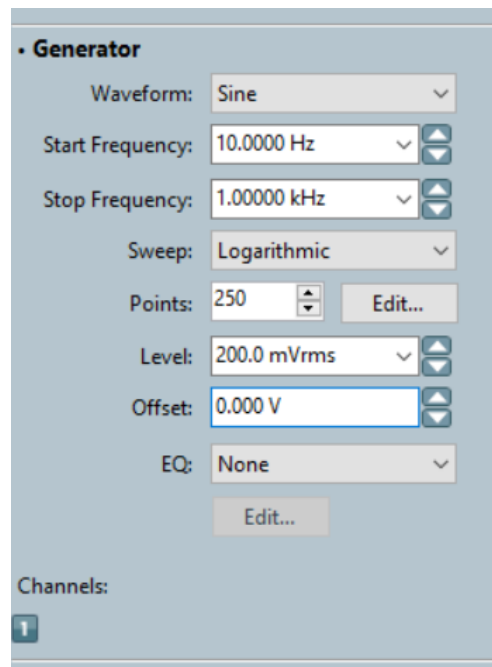 • Generator
Waveform: Sine
Start Frequency: 10.0000 Hz
Stop Frequency: 1.00000 kHz
Sweep: Logarithmic
Points: 250 Edit...
Level: 200.0 mVrms
Offset: 0.000 V
EQ: None
Edit...
Channels:
1